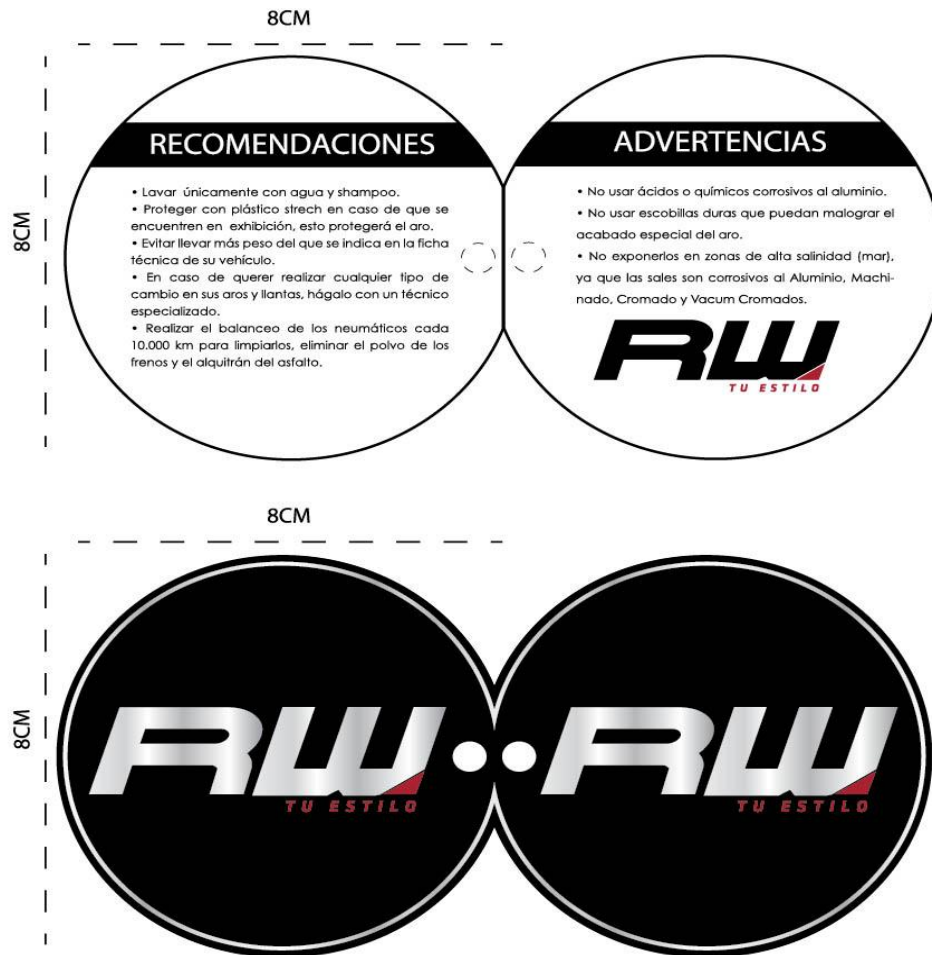 8CM
8CM
RECOMENDACIONES
• Lavar únicamente con agua y shampoo.
• Proteger con plástico strech en caso de que se
encuentren en exhibición, esto protegerá el aro.
• Evitar llevar más peso del que se indica en la ficha
técnica de su vehículo.
• En caso de querer realizar cualquier tipo de
cambio en sus aros y llantas, hágalo con un técnico
especializado.
• Realizar el balanceo de los neumáticos cada
10.000 km para limpiarlos, eliminar el polvo de los
frenos y el alquitrán del asfalto.
ADVERTENCIAS
• No usar ácidos o químicos corrosivos al aluminio.
• No usar escobillas duras que puedan malograr el
acabado especial del aro.
• No exponerlos en zonas de alta salinidad (mar),
ya que las sales son corrosivos al Aluminio, Machi-
nado, Cromado y Vacum Cromados.
RW
TU ESTILO
8CM
8CM
RW
TU ESTILO
RW
TU ESTILO